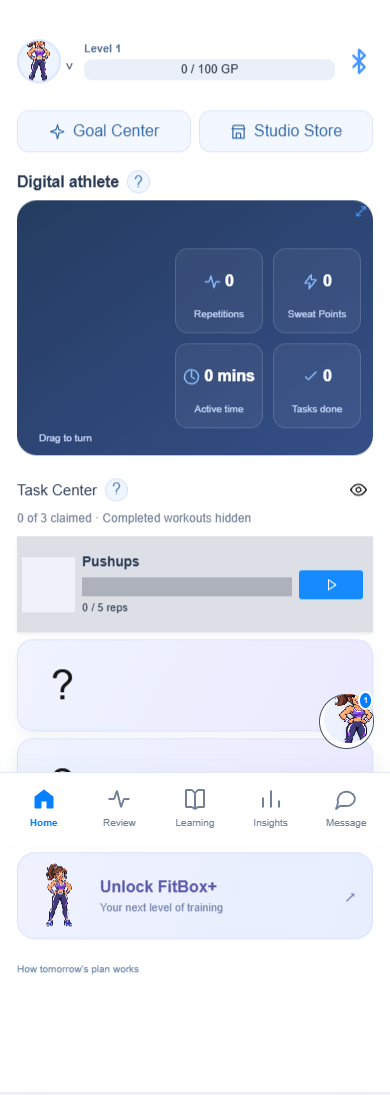 Level 1
v
0 / 100 GP
Goal Center
Studio Store
Digital athlete ?
0
Repetitions
0
Sweat Points
0 mins
Active time
0
Tasks done
Drag to turn
Task Center ?
0 of 3 claimed · Completed workouts hidden
Pushups
0 / 5 reps
?
1
Home
Review
Learning
Insights
Message
Unlock FitBox+
Your next level of training
How tomorrow's plan works